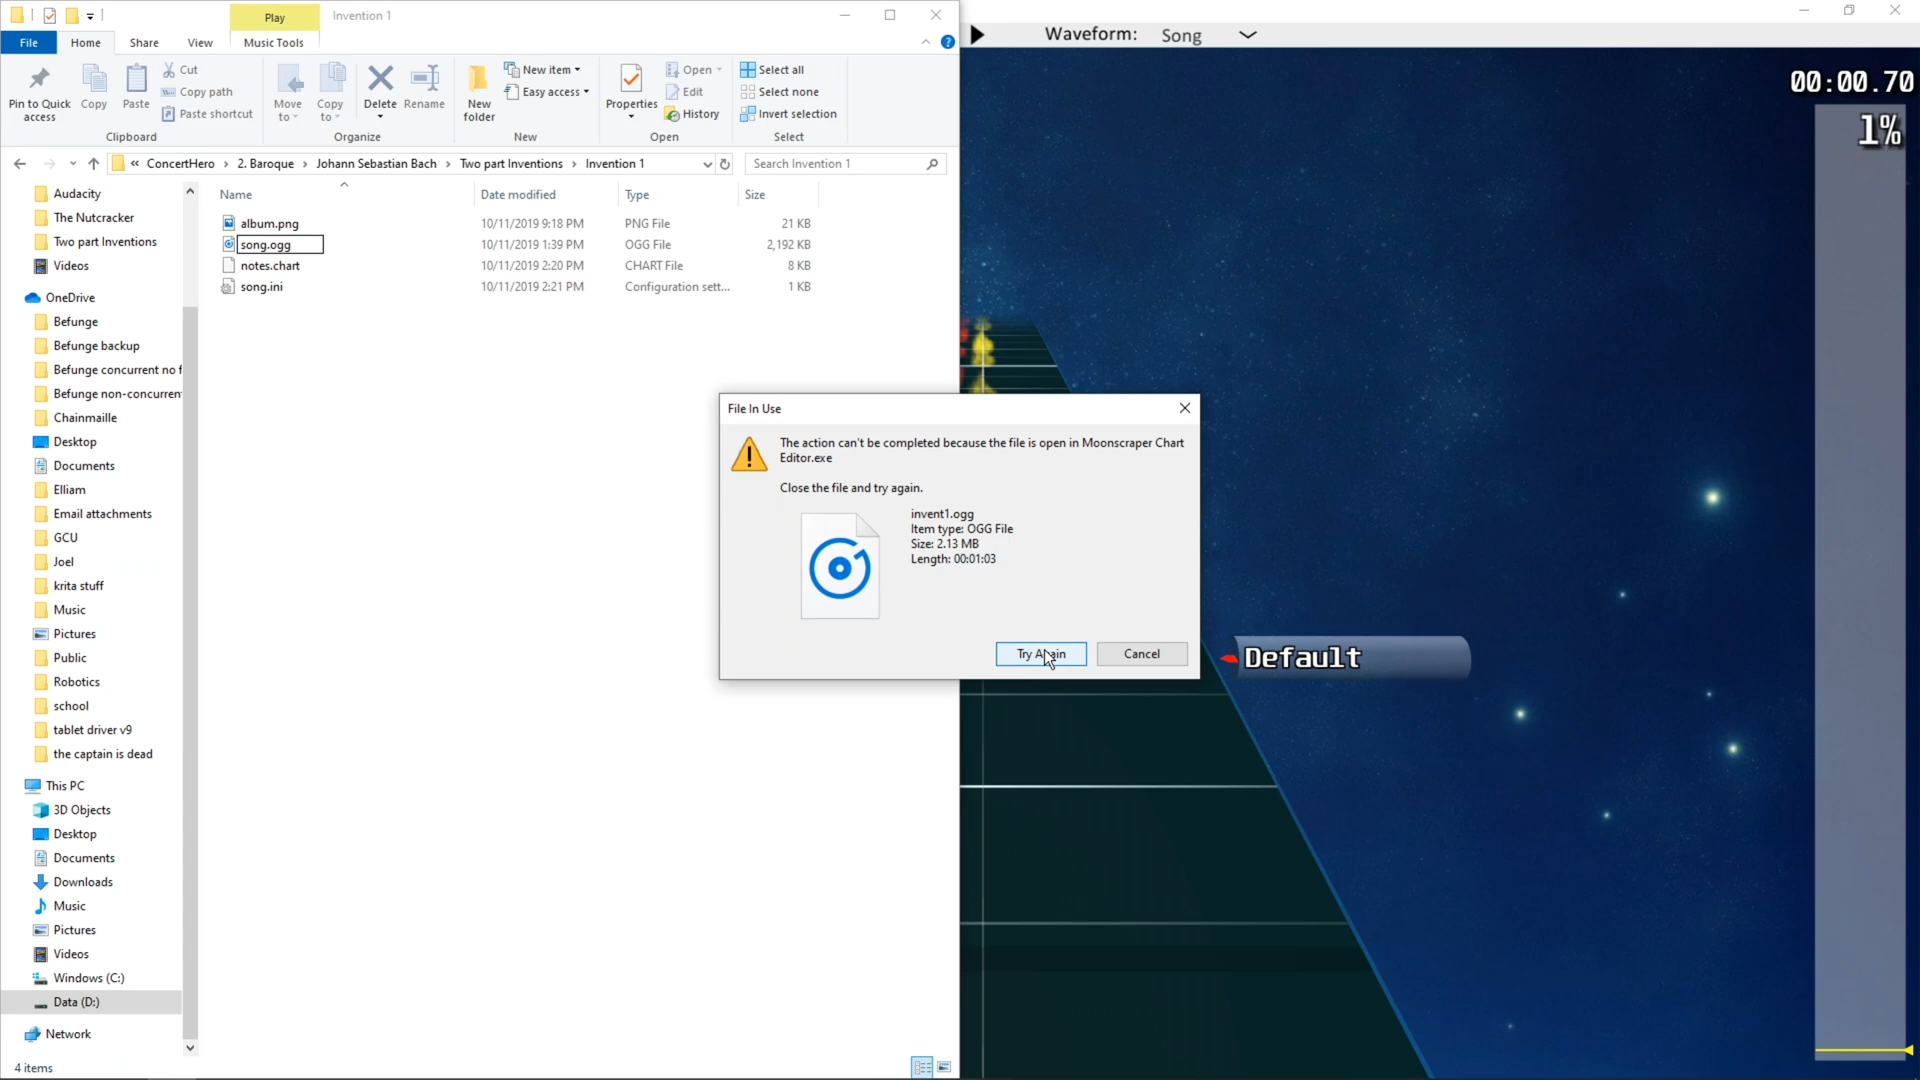 Play
Invention 1
File
Home
Share
View
Music Tools
Waveform: Song
Pin to Quick access
Copy
Paste
Cut
Copy path
Paste shortcut
Clipboard
Move to
Copy to
Delete
Rename
Organize
New folder
New item
Easy access
New
Properties
Open
Edit
History
Open
Select all
Select none
Invert selection
Select
00:00.70
1%
« ConcertHero › 2. Baroque › Johann Sebastian Bach › Two part Inventions › Invention 1
Search Invention 1
Name Date modified Type Size
album.png 10/11/2019 9:18 PM PNG File 21 KB
song.ogg 10/11/2019 1:39 PM OGG File 2,192 KB
notes.chart 10/11/2019 2:20 PM CHART File 8 KB
song.ini 10/11/2019 2:21 PM Configuration sett... 1 KB
Audacity
The Nutcracker
Two part Inventions
Videos
OneDrive
Befunge
Befunge backup
Befunge concurrent no f
Befunge non-concurren
Chainmaille
Desktop
Documents
Elliam
Email attachments
GCU
Joel
krita stuff
Music
Pictures
Public
Robotics
school
tablet driver v9
the captain is dead
This PC
3D Objects
Desktop
Documents
Downloads
Music
Pictures
Videos
Windows (C:)
Data (D:)
Network
4 items
File In Use
The action can't be completed because the file is open in Moonscraper Chart
Editor.exe
Close the file and try again.
invent1.ogg
Item type: OGG File
Size: 2.13 MB
Length: 00:01:03
Try Again
Cancel
Default